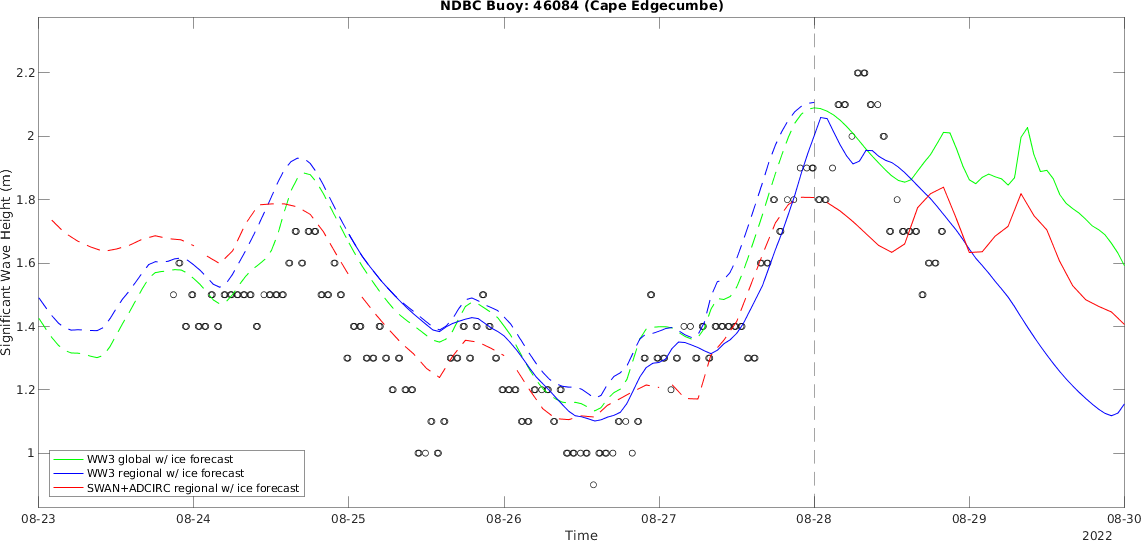 NDBC Buoy: 46084 (Cape Edgecumbe)
2.2
2
1.8
1.6
1.4
1.2
1
Significant Wave Height (m)
WW3 global w/ ice forecast
WW3 regional w/ ice forecast
SWAN+ADCIRC regional w/ ice forecast
08-23
08-24
08-25
08-26
08-27
08-28
08-29
08-30
Time
2022